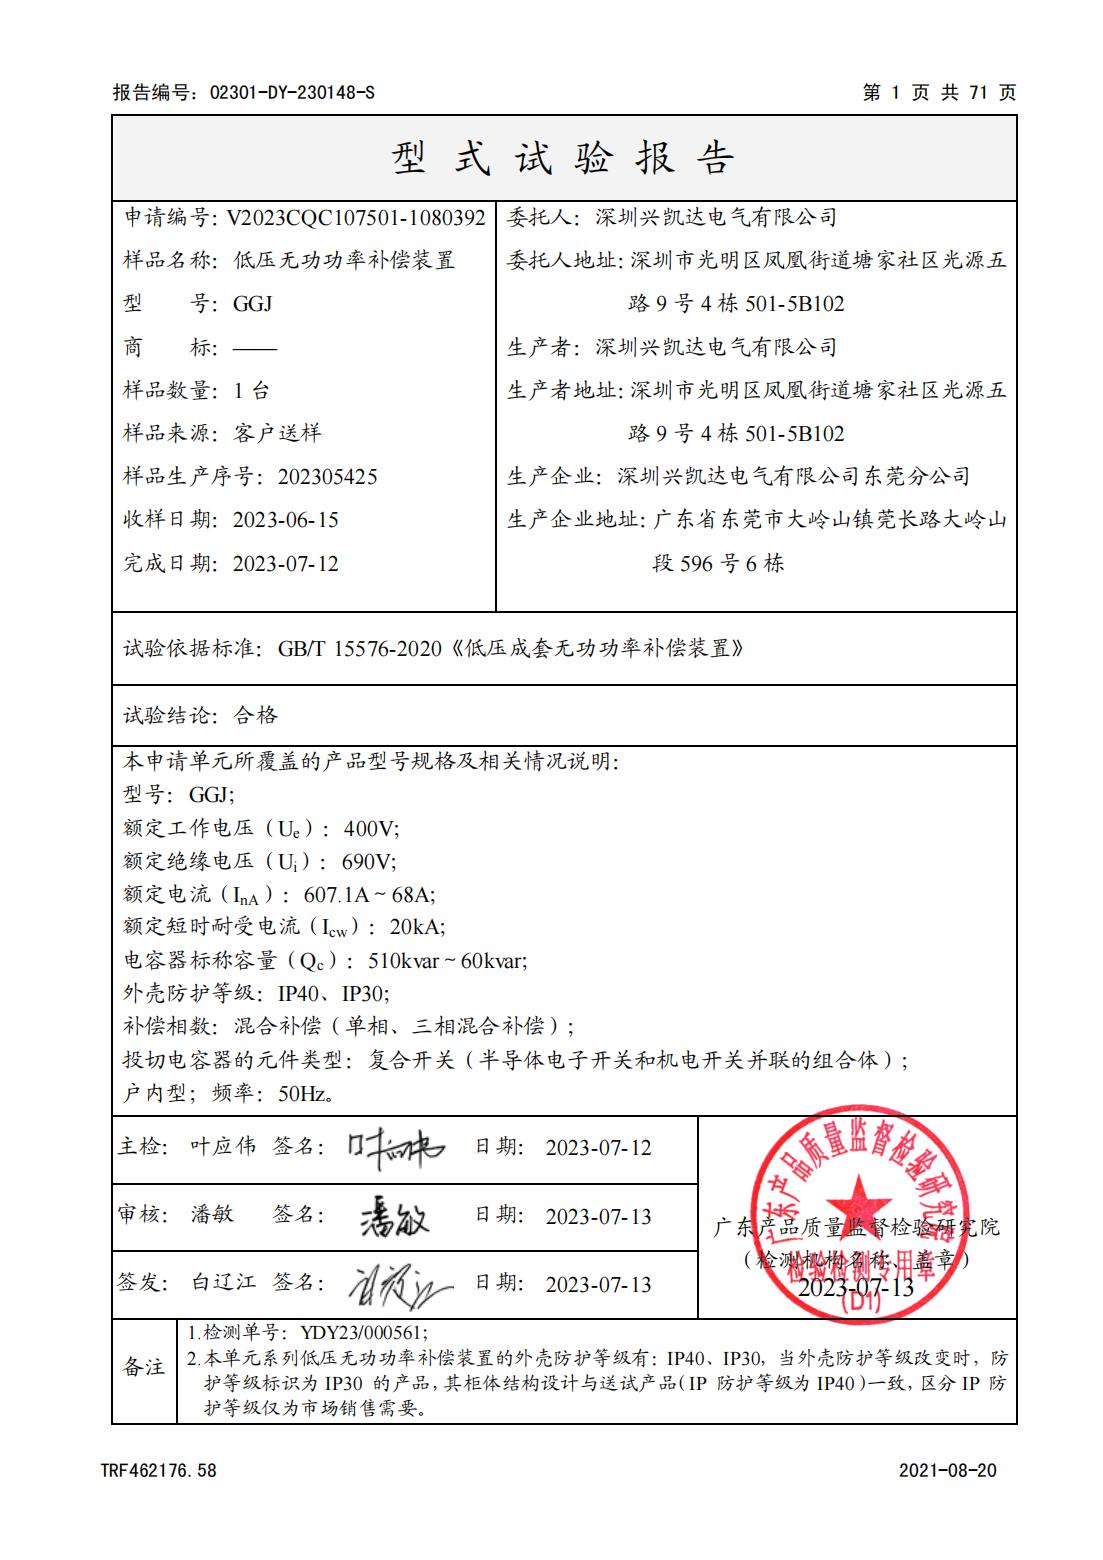 报告编号：02301-DY-230148-S
第 1 页 共 71 页
型 式 试 验 报 告
申请编号：V2023CQC107501-1080392
样品名称：低压无功功率补偿装置
型　　号：GGJ
商　　标：——
样品数量：1 台
样品来源：客户送样
样品生产序号：202305425
收样日期：2023-06-15
完成日期：2023-07-12
委托人：深圳兴凯达电气有限公司
委托人地址：深圳市光明区凤凰街道塘家社区光源五
路 9 号 4 栋 501-5B102
生产者：深圳兴凯达电气有限公司
生产者地址：深圳市光明区凤凰街道塘家社区光源五
路 9 号 4 栋 501-5B102
生产企业：深圳兴凯达电气有限公司东莞分公司
生产企业地址：广东省东莞市大岭山镇莞长路大岭山
段 596 号 6 栋
试验依据标准：GB/T 15576-2020《低压成套无功功率补偿装置》
试验结论：合格
本申请单元所覆盖的产品型号规格及相关情况说明：
型号：GGJ;
额定工作电压（Ue）：400V;
额定绝缘电压（Ui）：690V;
额定电流（InA）：607.1A~68A;
额定短时耐受电流（Icw）：20kA;
电容器标称容量（Qc）：510kvar~60kvar;
外壳防护等级：IP40、IP30;
补偿相数：混合补偿（单相、三相混合补偿）;
投切电容器的元件类型：复合开关（半导体电子开关和机电开关并联的组合体）;
户内型；频率：50Hz。
主检：叶应伟 签名：叶应伟 日期：2023-07-12
审核：潘敏 签名：潘敏 日期：2023-07-13
签发：白辽江 签名：白辽江 日期：2023-07-13
广东产品质量监督检验研究院
广东产品质量监督检验研究院
（检测机构名称、盖章）
检验检测专用章
2023-07-13
(D1)
备注
1.检测单号：YDY23/000561;
2.本单元系列低压无功功率补偿装置的外壳防护等级有：IP40、IP30，当外壳防护等级改变时，防
护等级标识为 IP30 的产品，其柜体结构设计与送试产品（IP 防护等级为 IP40）一致，区分 IP 防
护等级仅为市场销售需要。
TRF462176.58
2021-08-20